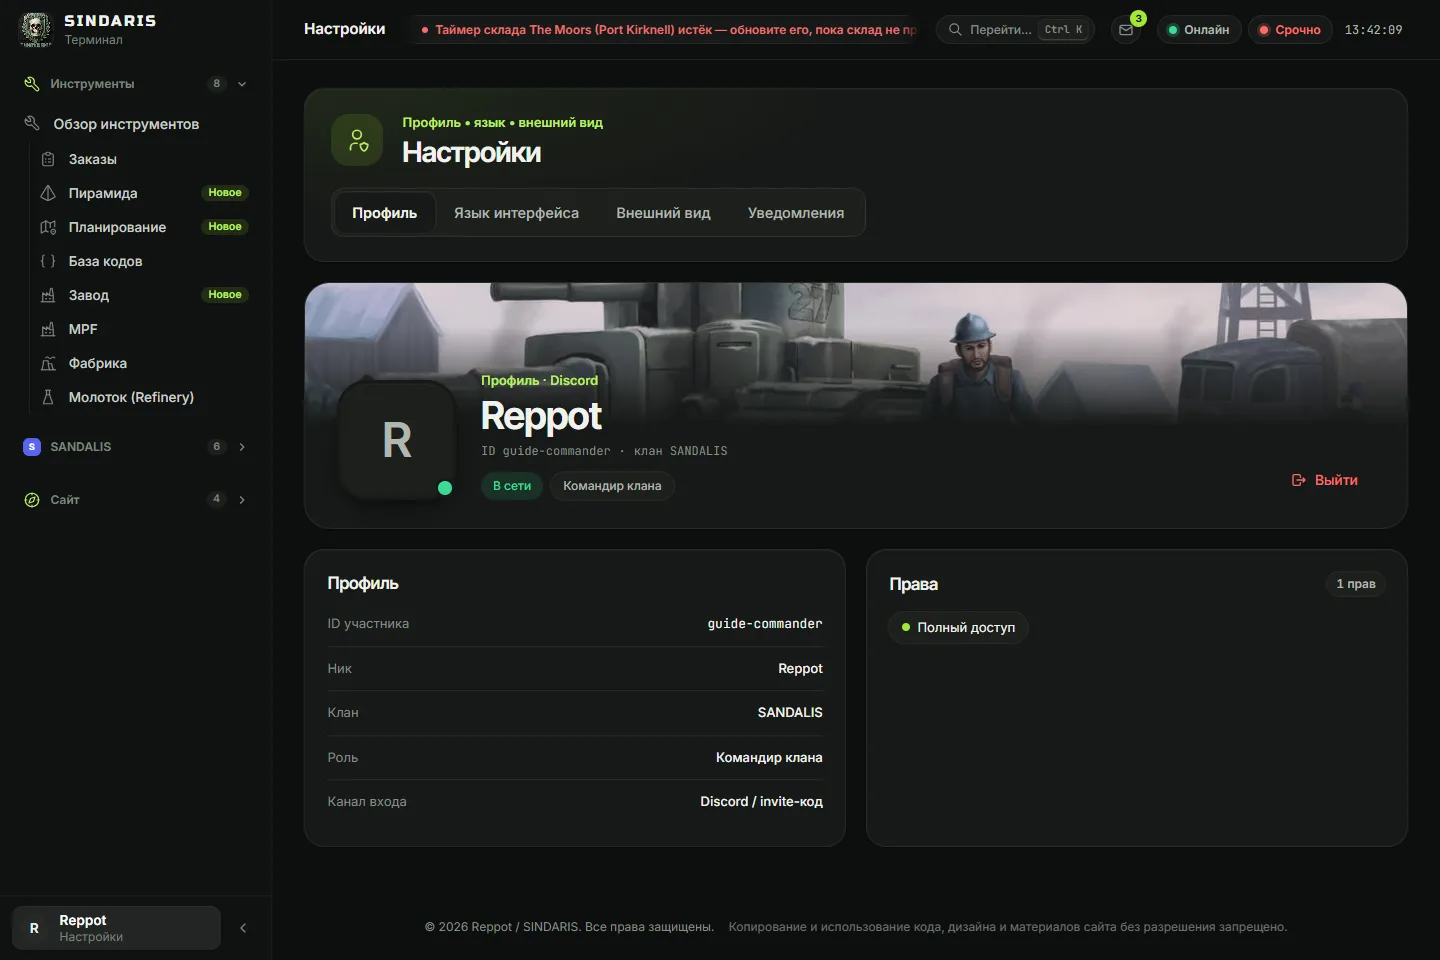 SINDARIS
Терминал
Инструменты 8
Обзор инструментов
Заказы
Пирамида Новое
Планирование Новое
База кодов
Завод Новое
MPF
Фабрика
Молоток (Refinery)
S SANDALIS 6
Сайт 4
R Reppot
Настройки
Настройки
Таймер склада The Moors (Port Kirknell) истёк — обновите его, пока склад не пр
Перейти... Ctrl K
3
Онлайн
Срочно
13:42:09
Профиль • язык • внешний вид
Настройки
Профиль Язык интерфейса Внешний вид Уведомления
27
R
Профиль · Discord
Reppot
ID guide-commander · клан SANDALIS
В сети Командир клана
Выйти
Профиль
ID участника guide-commander
Ник Reppot
Клан SANDALIS
Роль Командир клана
Канал входа Discord / invite-код
Права 1 прав
Полный доступ
© 2026 Reppot / SINDARIS. Все права защищены. Копирование и использование кода, дизайна и материалов сайта без разрешения запрещено.